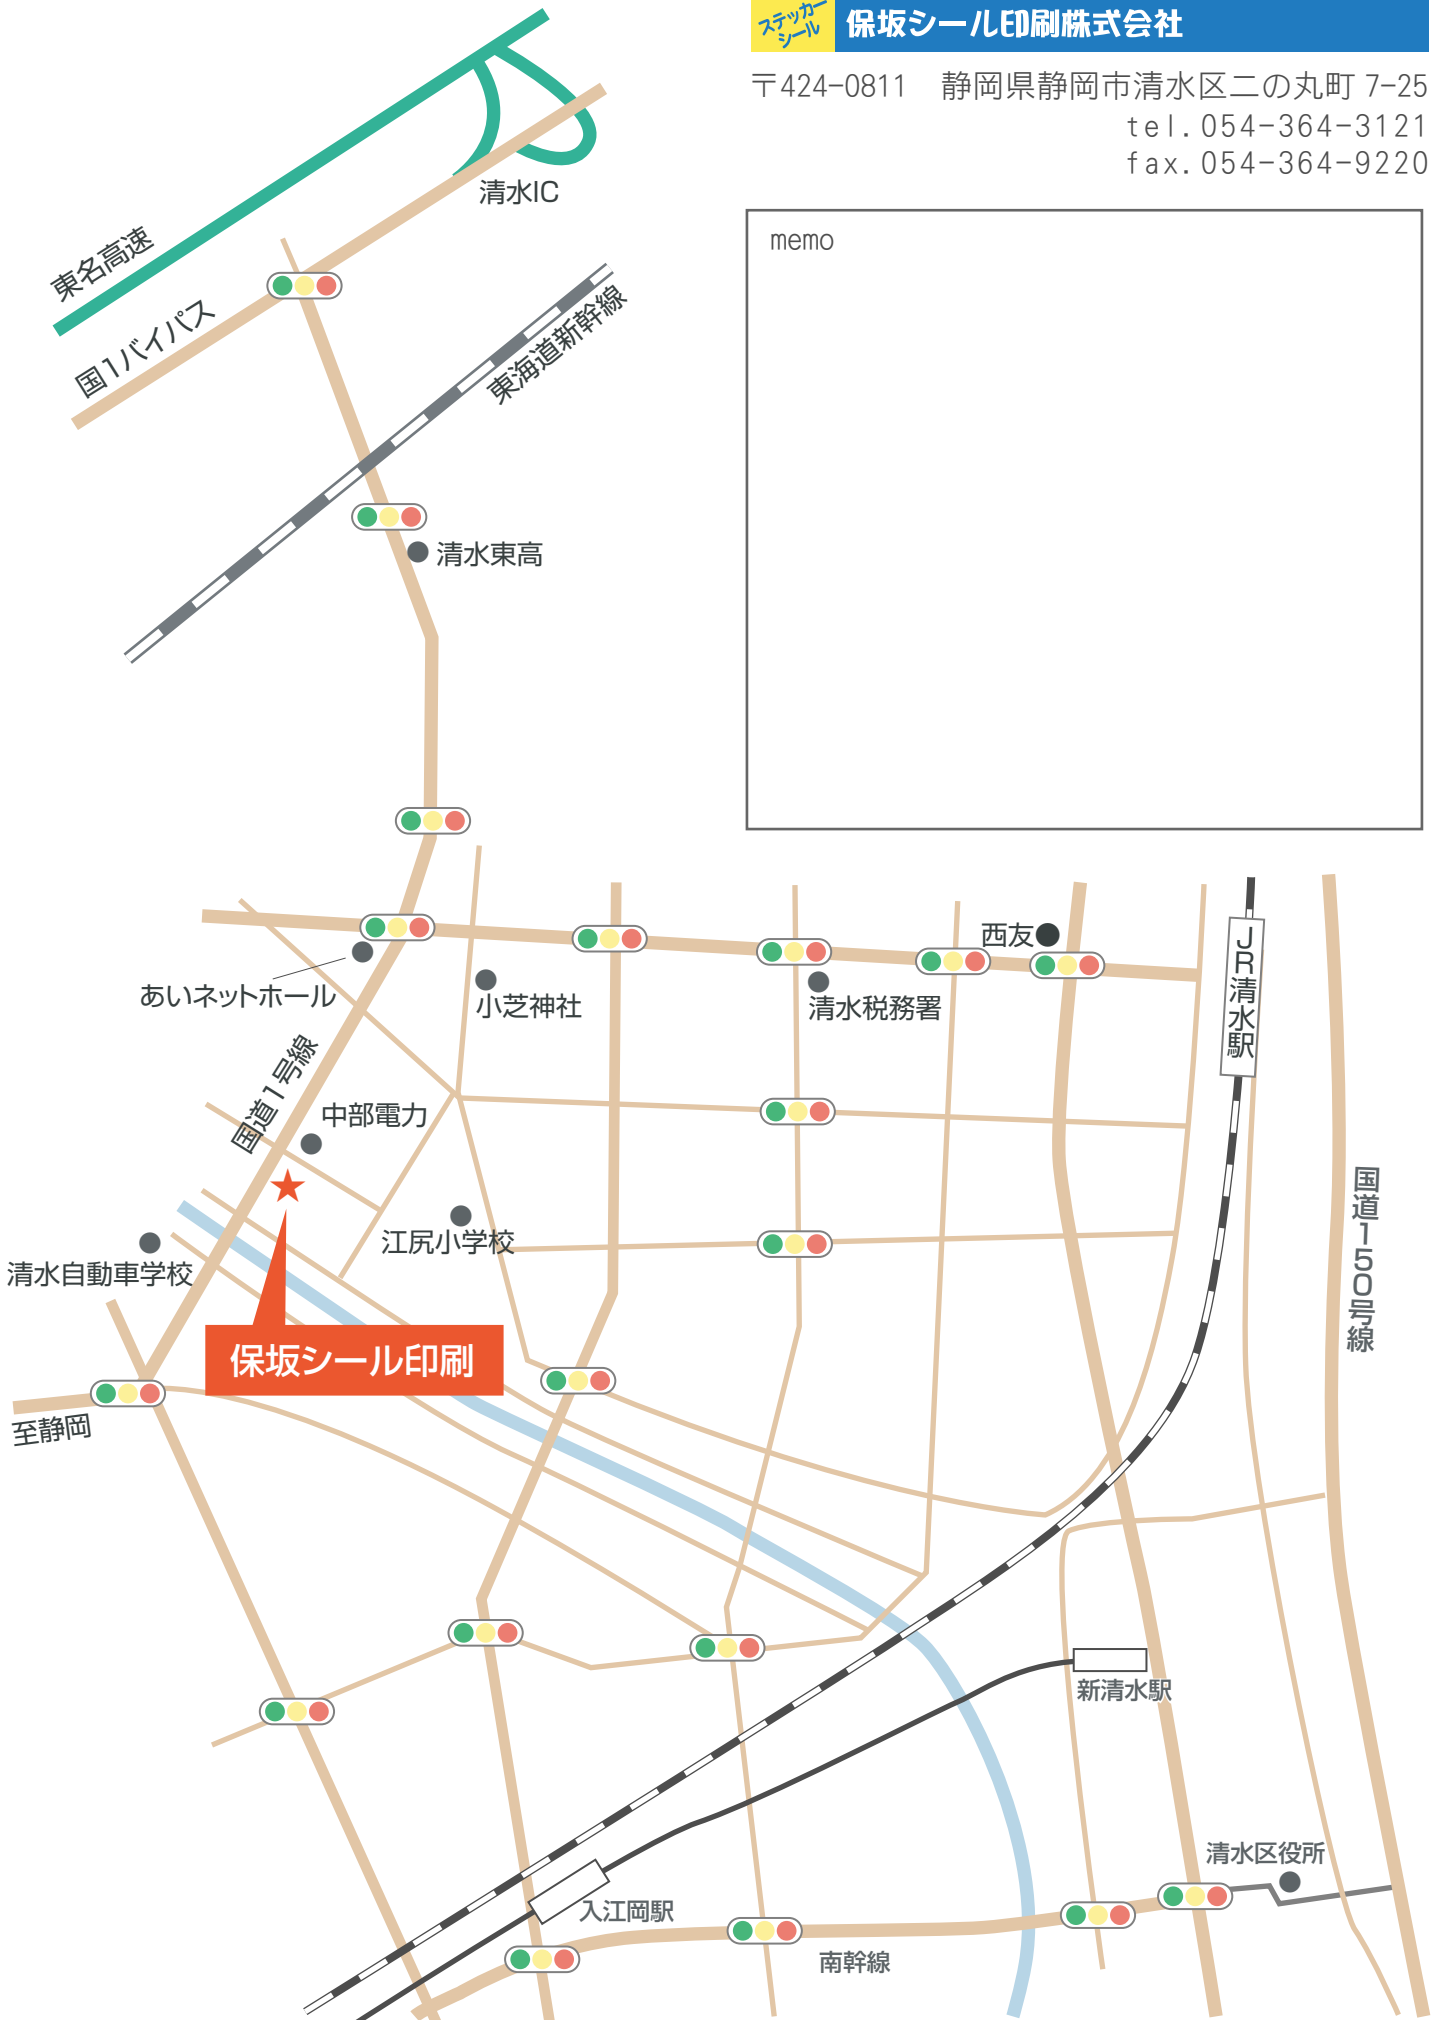 ステッカー
シール
保坂シール印刷株式会社
〒424-0811　静岡県静岡市清水区二の丸町 7-25
tel.054-364-3121
fax.054-364-9220
memo
清水IC
東名高速
国1バイパス
東海道新幹線
清水東高
西友
JR清水駅
あいネットホール
小芝神社
清水税務署
国道1号線
中部電力
国道150号線
江尻小学校
清水自動車学校
保坂シール印刷
至静岡
新清水駅
清水区役所
入江岡駅
南幹線